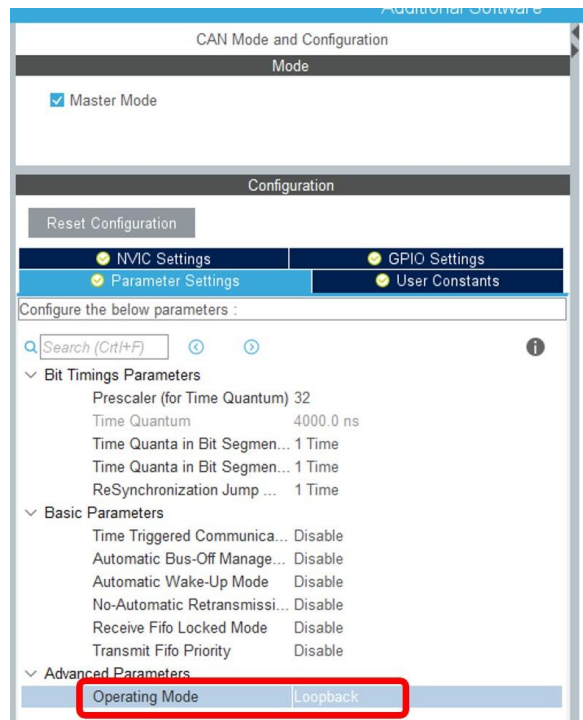 Additional Software
CAN Mode and Configuration
Mode
Master Mode
Configuration
Reset Configuration
NVIC Settings
GPIO Settings
Parameter Settings
User Constants
Configure the below parameters :
Search (Crtl+F)
Bit Timings Parameters
Prescaler (for Time Quantum) 32
Time Quantum 4000.0 ns
Time Quanta in Bit Segmen... 1 Time
Time Quanta in Bit Segmen... 1 Time
ReSynchronization Jump ... 1 Time
Basic Parameters
Time Triggered Communica... Disable
Automatic Bus-Off Manage... Disable
Automatic Wake-Up Mode Disable
No-Automatic Retransmissi... Disable
Receive Fifo Locked Mode Disable
Transmit Fifo Priority Disable
Advanced Parameters
Operating Mode Loopback